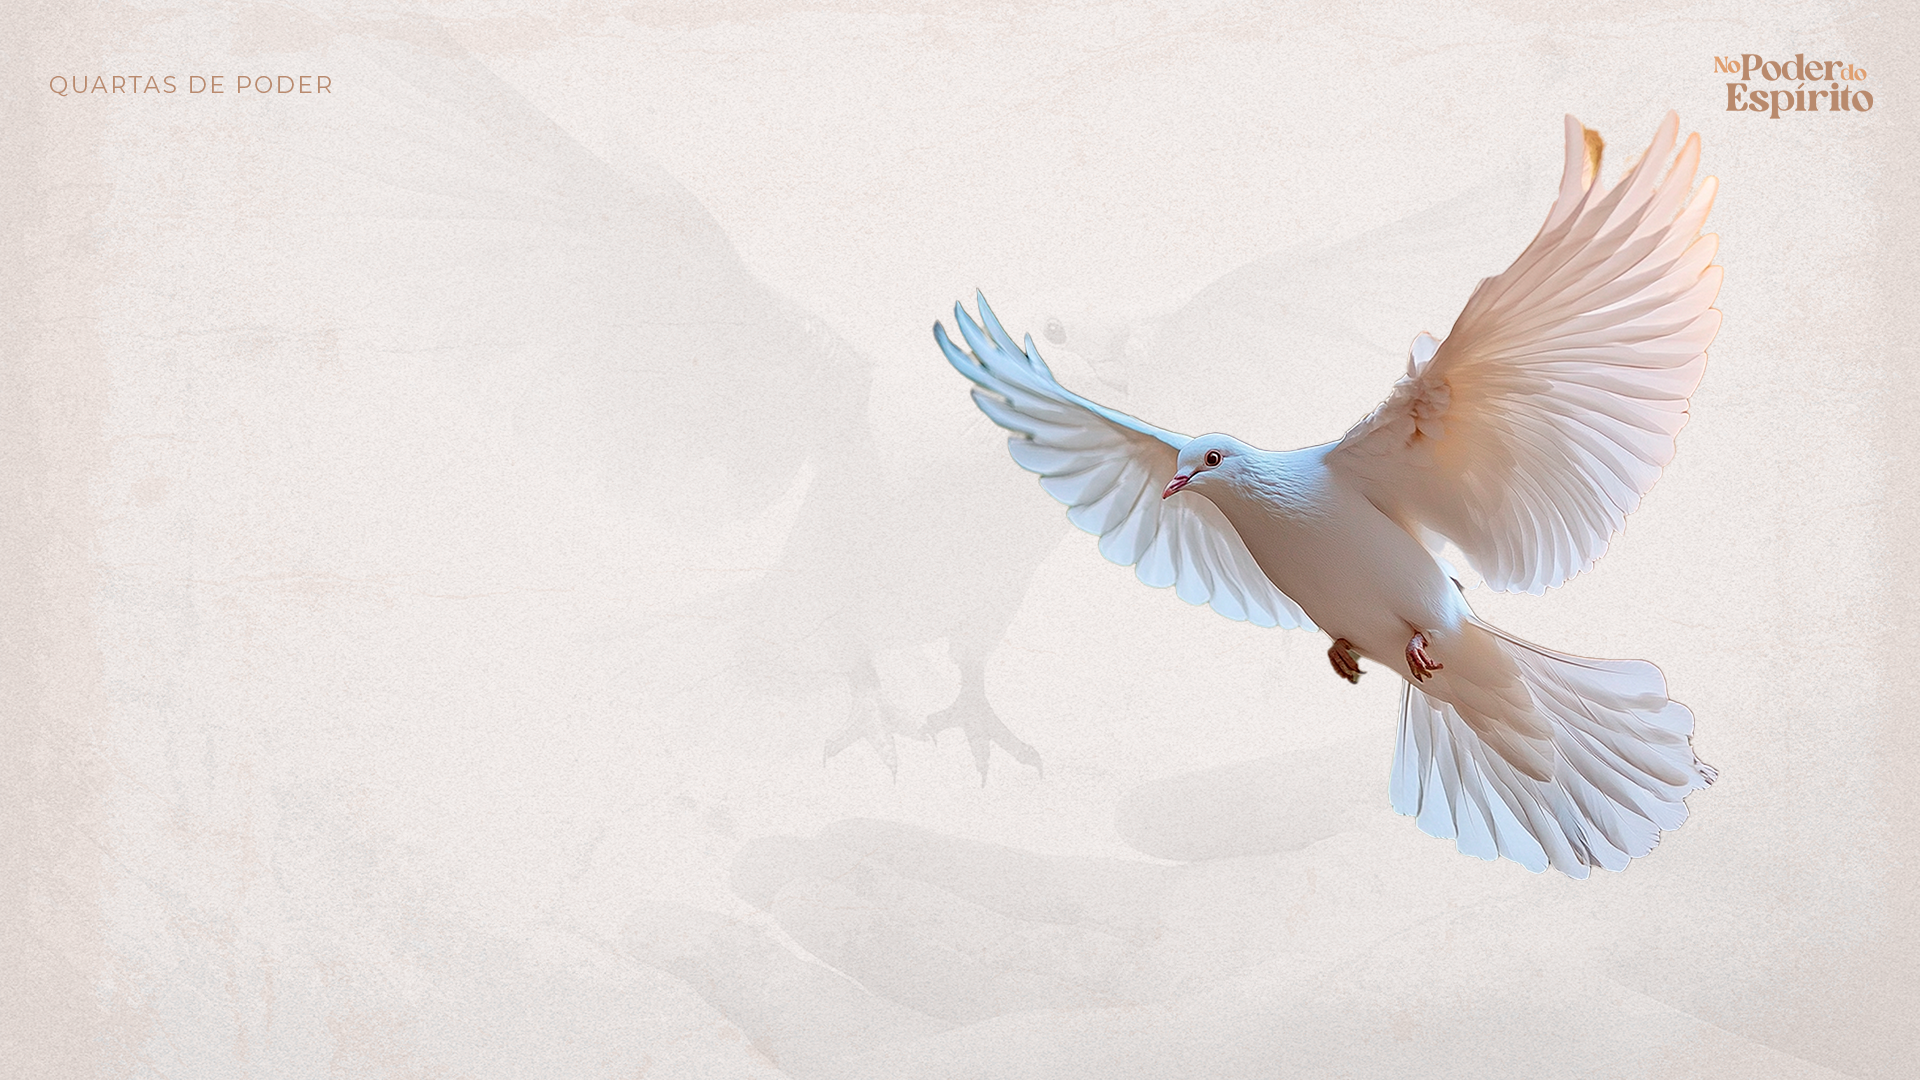 QUARTAS DE PODER
No Poder do
Espírito